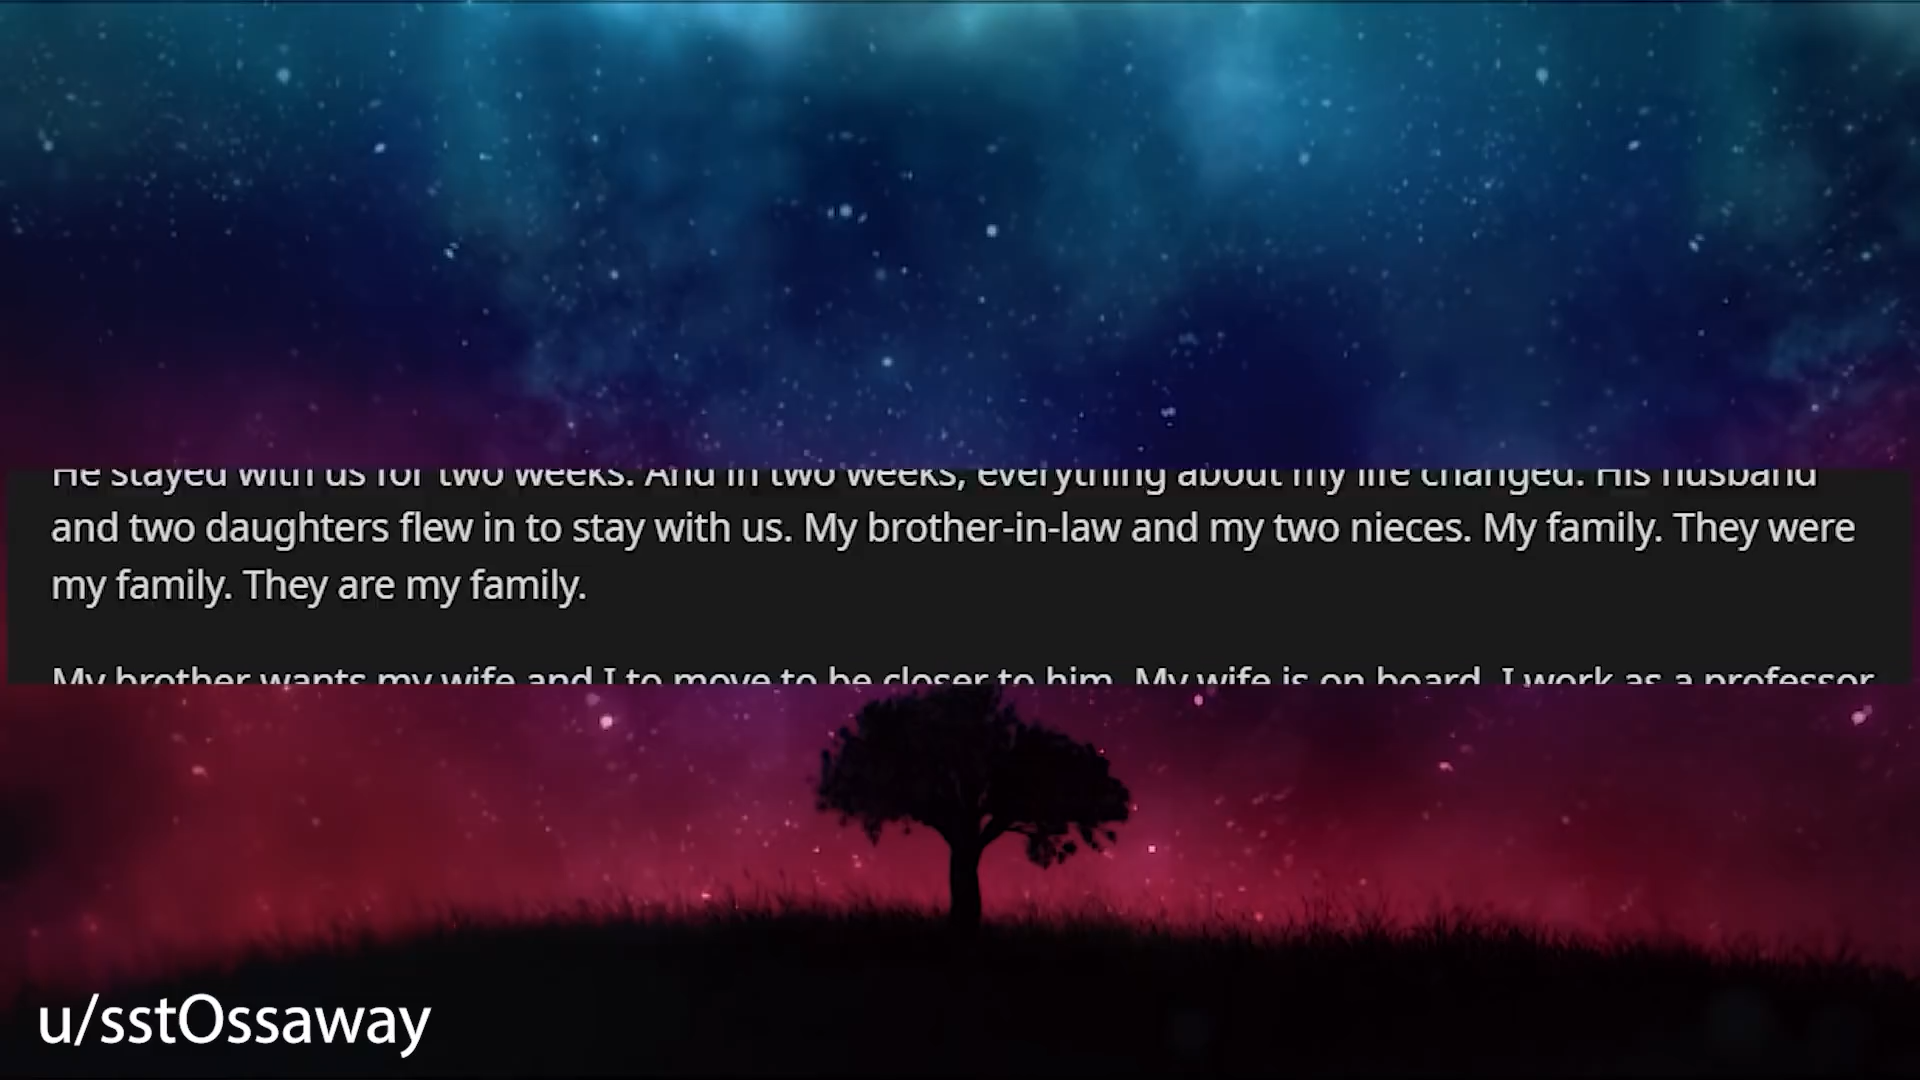 He stayed with us for two weeks. And in two weeks, everything about my life changed. His husband
and two daughters flew in to stay with us. My brother-in-law and my two nieces. My family. They were
my family. They are my family.
My brother wants my wife and I to move to be closer to him. My wife is on board. I work as a professor
u/sstOssaway